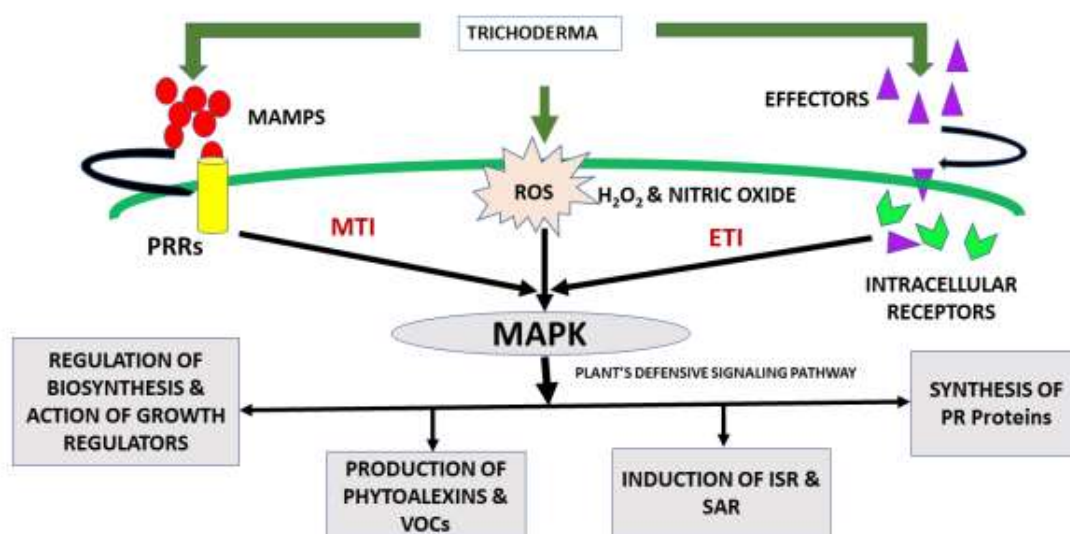 TRICHODERMA
MAMPS
EFFECTORS
ROS
H₂O₂ & NITRIC OXIDE
PRRs
MTI
ETI
INTRACELLULAR
RECEPTORS
MAPK
PLANT'S DEFENSIVE SIGNALING PATHWAY
REGULATION OF
BIOSYNTHESIS &
ACTION OF GROWTH
REGULATORS
PRODUCTION OF
PHYTOALEXINS &
VOCs
INDUCTION OF ISR &
SAR
SYNTHESIS OF
PR Proteins